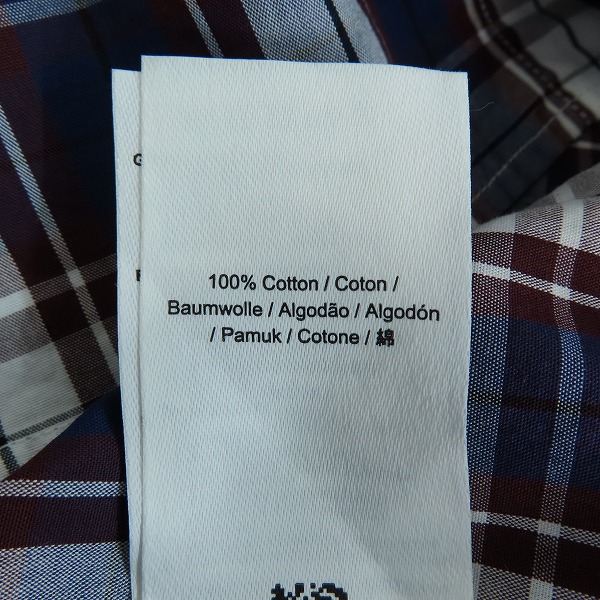 100% Cotton / Coton /
Baumwolle / Algodão / Algodón
/ Pamuk / Cotone / 綿